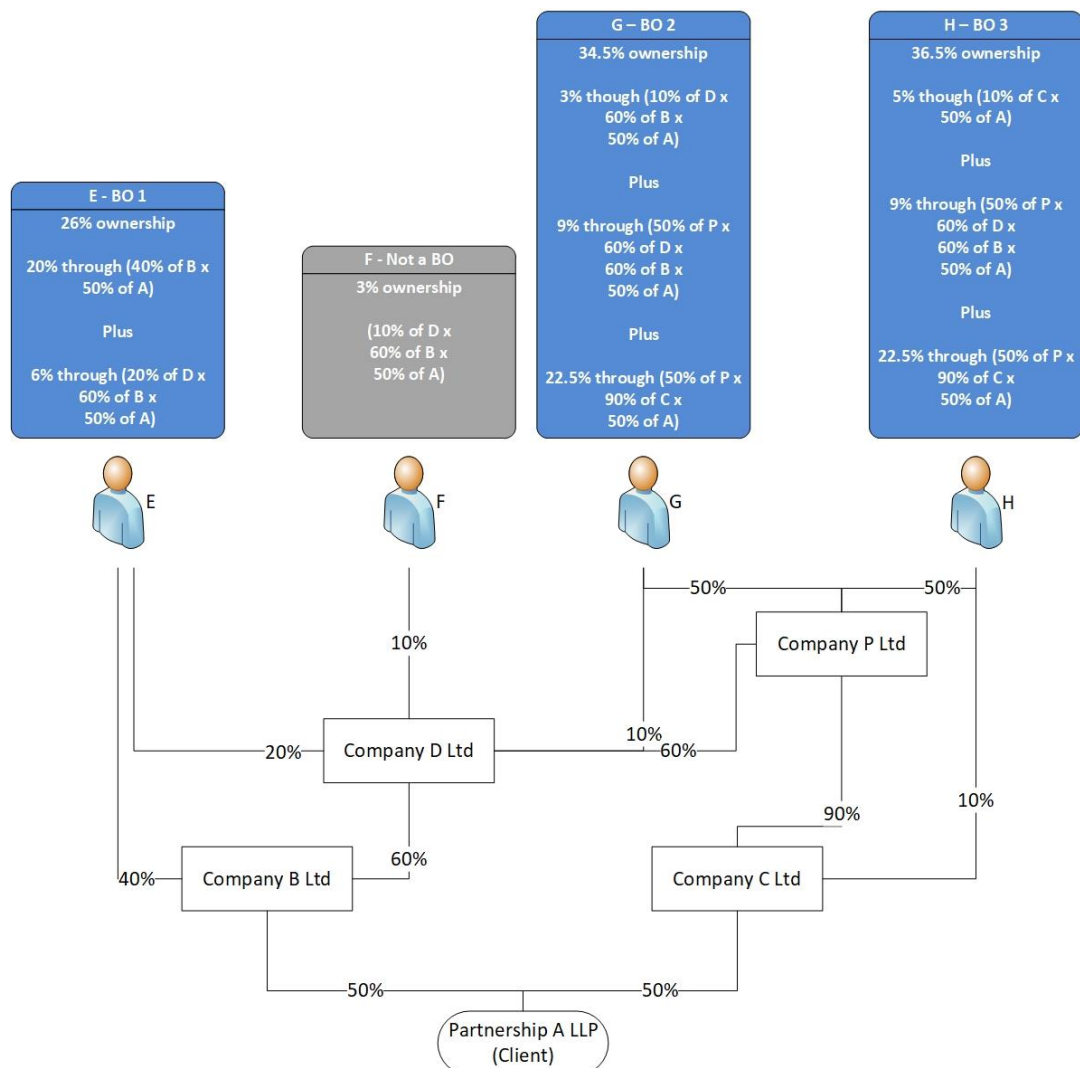 E - BO 1
26% ownership
20% through (40% of B x
50% of A)
Plus
6% through (20% of D x
60% of B x
50% of A)
F - Not a BO
3% ownership
(10% of D x
60% of B x
50% of A)
G – BO 2
34.5% ownership
3% though (10% of D x
60% of B x
50% of A)
Plus
9% through (50% of P x
60% of D x
60% of B x
50% of A)
Plus
22.5% through (50% of P x
90% of C x
50% of A)
H – BO 3
36.5% ownership
5% though (10% of C x
50% of A)
Plus
9% through (50% of P x
60% of D x
60% of B x
50% of A)
Plus
22.5% through (50% of P x
90% of C x
50% of A)
E
F
G
H
50%
50%
10%
Company P Ltd
10%
20%
Company D Ltd
60%
10%
90%
60%
40%
Company B Ltd
Company C Ltd
50%
50%
Partnership A LLP
(Client)